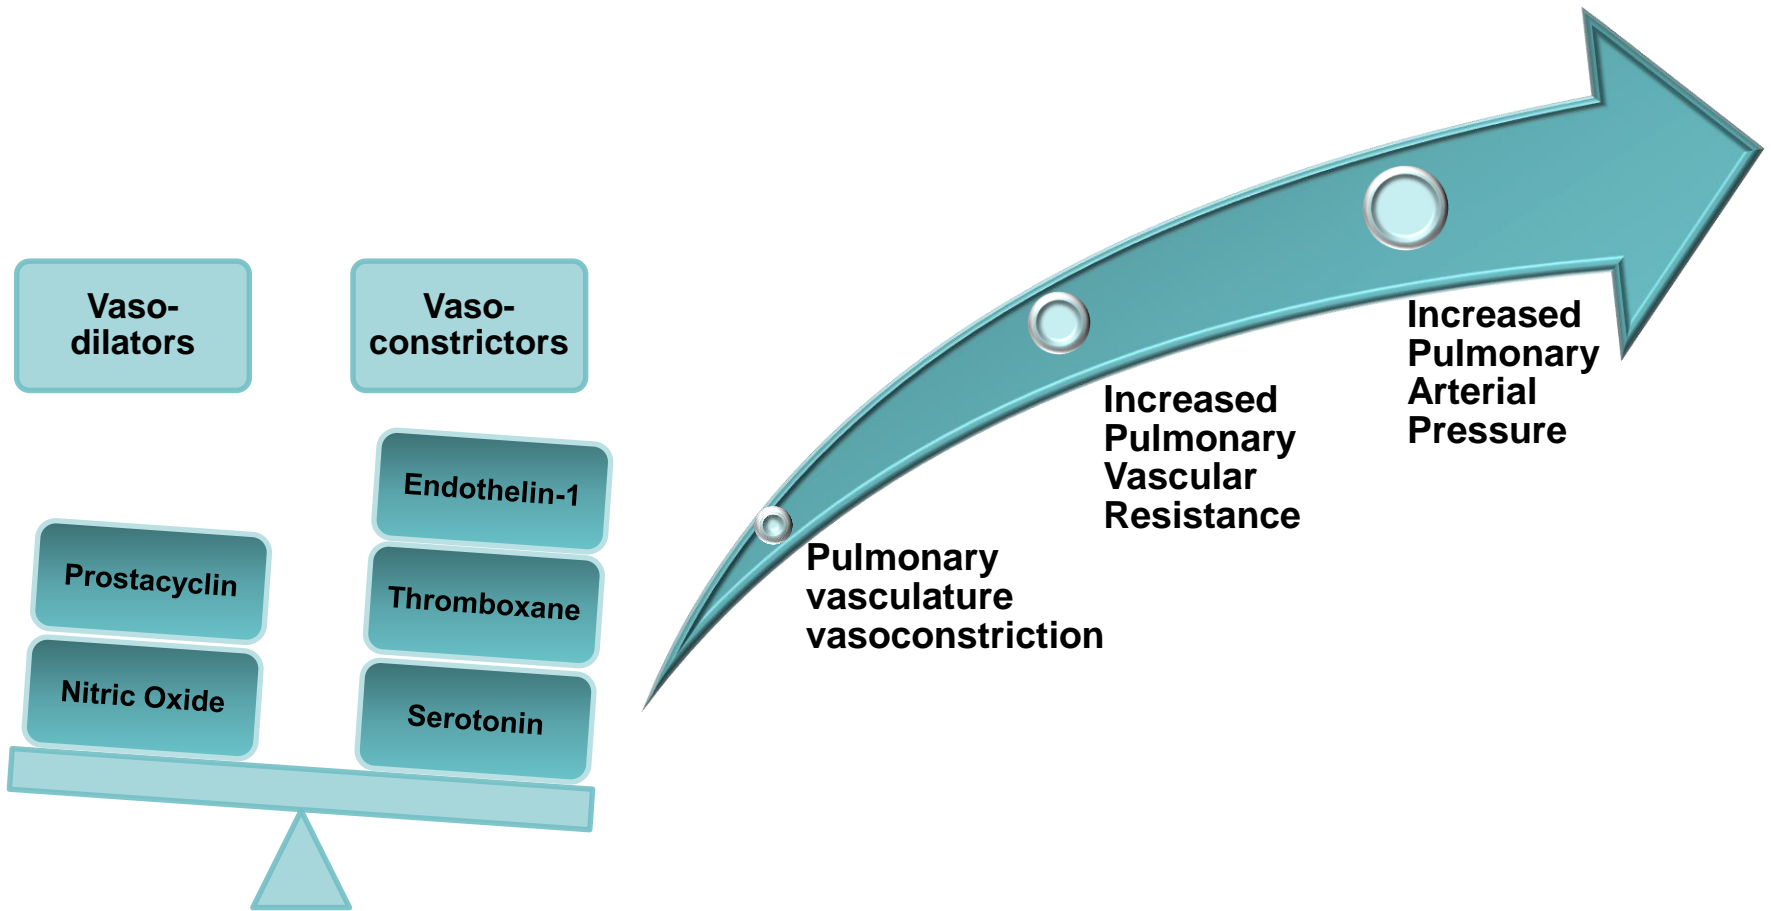 Vaso-
dilators
Vaso-
constrictors
Endothelin-1
Prostacyclin
Thromboxane
Nitric Oxide
Serotonin
Pulmonary
vasculature
vasoconstriction
Increased
Pulmonary
Vascular
Resistance
Increased
Pulmonary
Arterial
Pressure